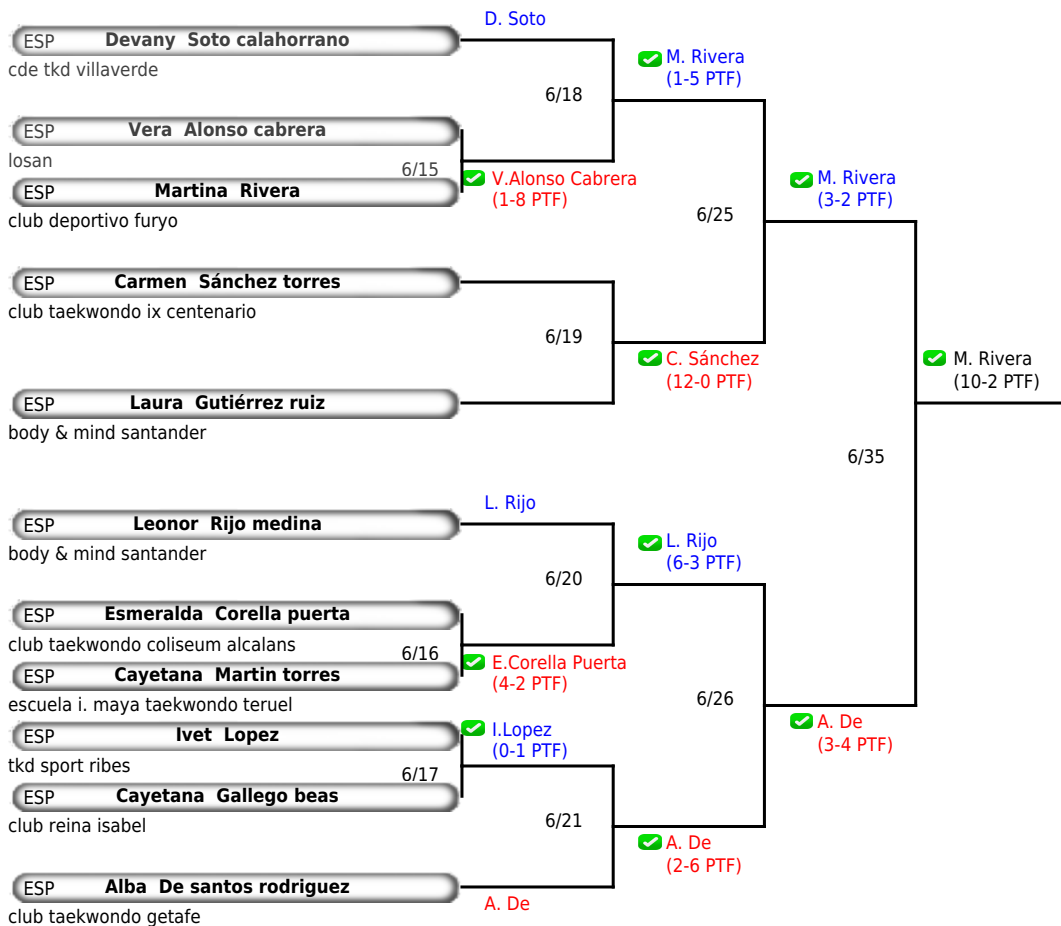 D. Soto
ESP Devany Soto calahorrano
cde tkd villaverde
M. Rivera
(1-5 PTF)
6/18
ESP Vera Alonso cabrera
losan
6/15
V.Alonso Cabrera
(1-8 PTF)
ESP Martina Rivera
club deportivo furyo
M. Rivera
(3-2 PTF)
6/25
ESP Carmen Sánchez torres
club taekwondo ix centenario
6/19
C. Sánchez
(12-0 PTF)
M. Rivera
(10-2 PTF)
ESP Laura Gutiérrez ruiz
body & mind santander
6/35
L. Rijo
ESP Leonor Rijo medina
body & mind santander
L. Rijo
(6-3 PTF)
6/20
ESP Esmeralda Corella puerta
club taekwondo coliseum alcalans
6/16
E.Corella Puerta
(4-2 PTF)
ESP Cayetana Martin torres
escuela i. maya taekwondo teruel
6/26
I.Lopez
(0-1 PTF)
A. De
(3-4 PTF)
ESP Ivet Lopez
tkd sport ribes
6/17
ESP Cayetana Gallego beas
club reina isabel
6/21
A. De
(2-6 PTF)
ESP Alba De santos rodriguez
A. De
club taekwondo getafe